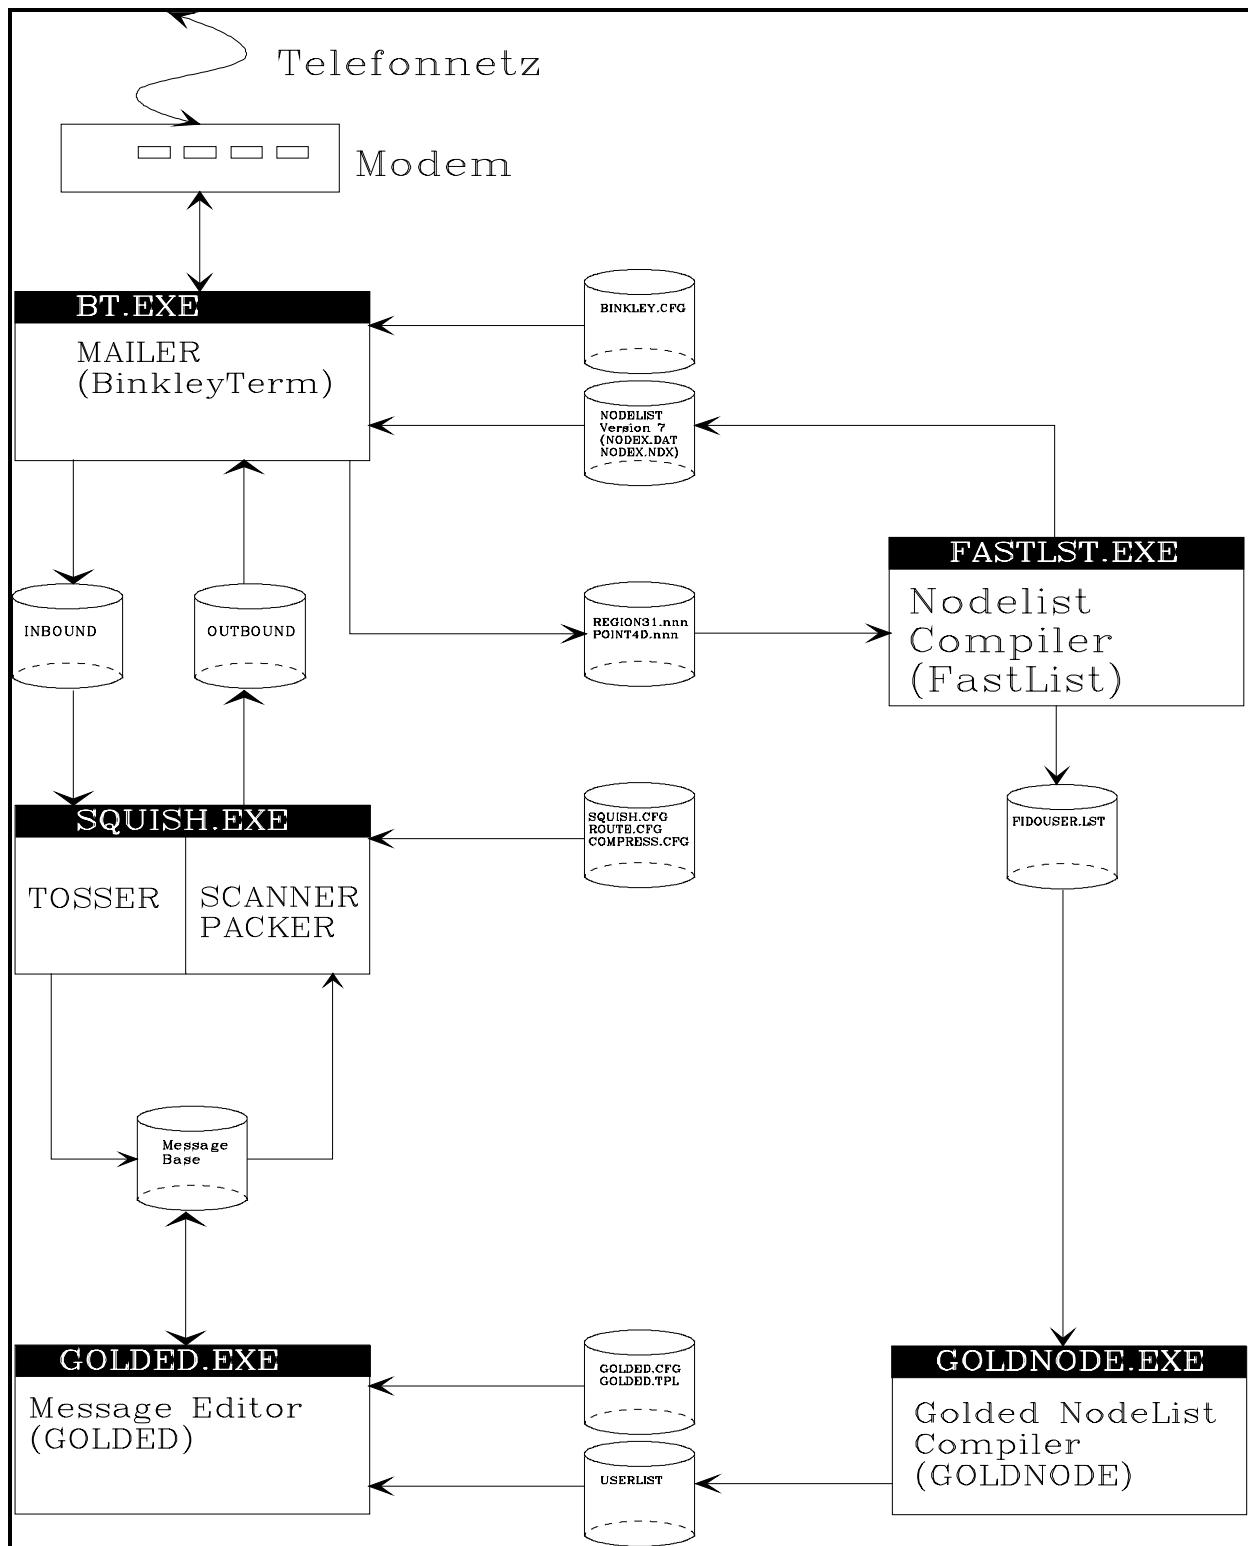 Telefonnetz
Modem
BT.EXE
MAILER
(BinkleyTerm)
BINKLEY.CFG
NODELIST
Version 7
(NODEX.DAT
NODEX.NDX)
FASTLST.EXE
Nodelist
Compiler
(FastList)
INBOUND
OUTBOUND
REGION31.nnn
POINT4D.nnn
SQUISH.EXE
TOSSER
SCANNER
PACKER
SQUISH.CFG
ROUTE.CFG
COMPRESS.CFG
FIDOUSER.LST
Message
Base
GOLDED.EXE
Message Editor
(GOLDED)
GOLDED.CFG
GOLDED.TPL
USERLIST
GOLDNODE.EXE
Golded NodeList
Compiler
(GOLDNODE)